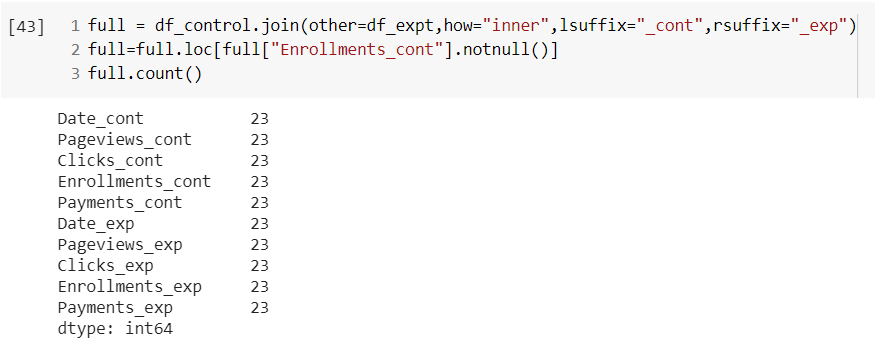 [43] 1 full = df_control.join(other=df_expt,how="inner",lsuffix="_cont",rsuffix="_exp")
2 full=full.loc[full["Enrollments_cont"].notnull()]
3 full.count()
Date_cont 23
Pageviews_cont 23
Clicks_cont 23
Enrollments_cont 23
Payments_cont 23
Date_exp 23
Pageviews_exp 23
Clicks_exp 23
Enrollments_exp 23
Payments_exp 23
dtype: int64